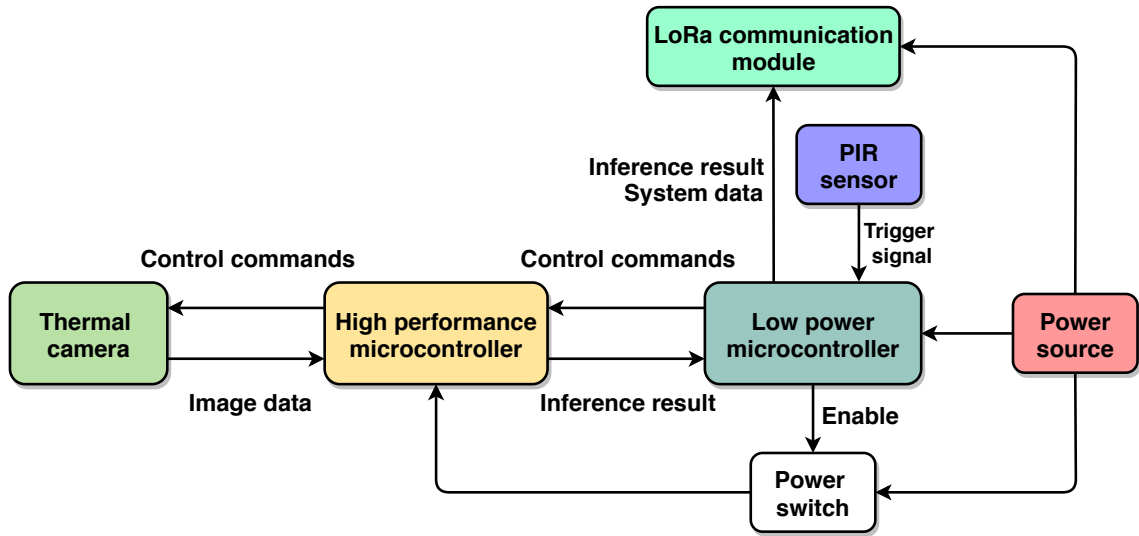 LoRa communication
module
PIR
sensor
Inference result
System data
Trigger
signal
Control commands
Control commands
Thermal
camera
High performance
microcontroller
Low power
microcontroller
Power
source
Image data
Inference result
Enable
Power
switch